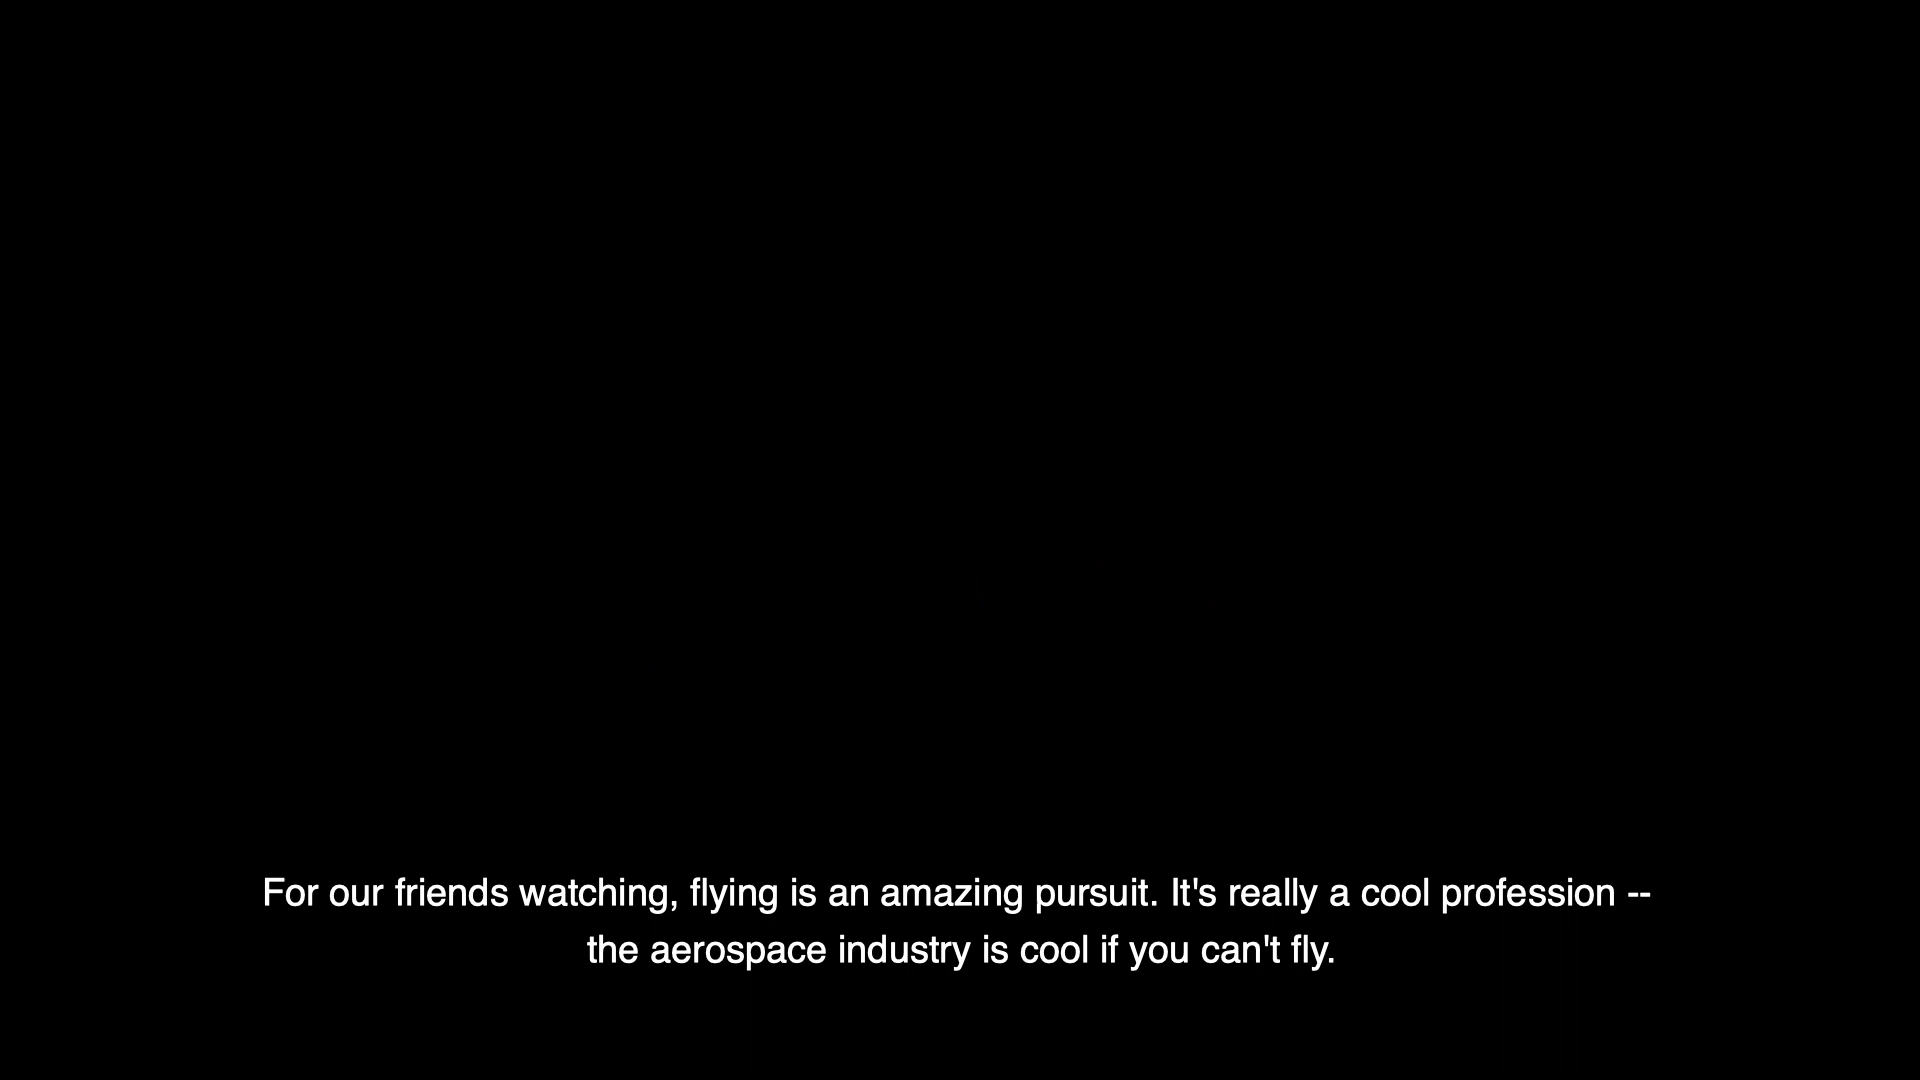 For our friends watching, flying is an amazing pursuit. It's really a cool profession --
the aerospace industry is cool if you can't fly.